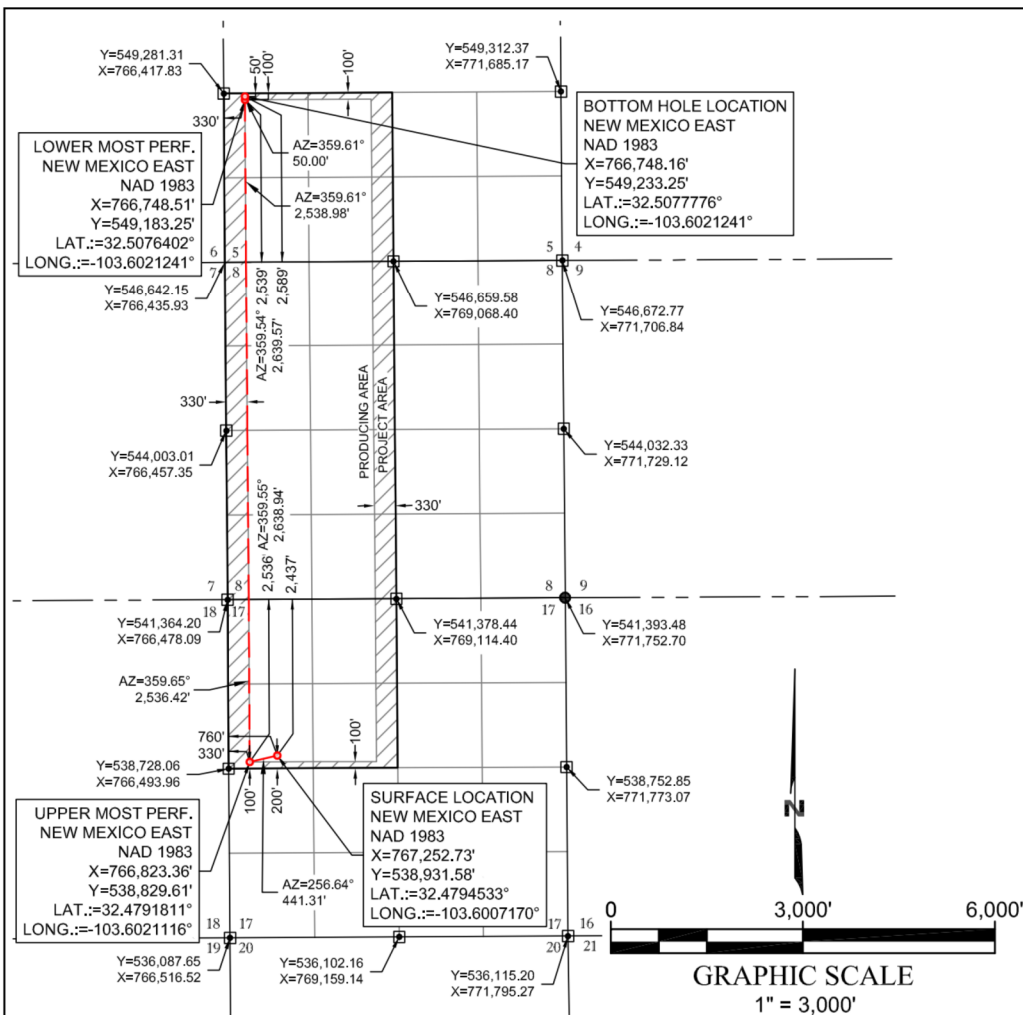 Y=549,281.31
X=766,417.83
50'
100'
100'
Y=549,312.37
X=771,685.17
330'
LOWER MOST PERF.
NEW MEXICO EAST
NAD 1983
X=766,748.51'
Y=549,183.25'
LAT.:=32.5076402°
LONG.:=-103.6021241°
AZ=359.61°
50.00'
AZ=359.61°
2,538.98'
BOTTOM HOLE LOCATION
NEW MEXICO EAST
NAD 1983
X=766,748.16'
Y=549,233.25'
LAT.:=32.5077776°
LONG.:=-103.6021241°
6 5
7 8
5 4
8 9
2,539'
2,589'
Y=546,642.15
X=766,435.93
Y=546,659.58
X=769,068.40
Y=546,672.77
X=771,706.84
AZ=359.54°
2,639.57'
330'
PRODUCING AREA
PROJECT AREA
Y=544,003.01
X=766,457.35
Y=544,032.33
X=771,729.12
330'
AZ=359.55°
2,638.94'
2,536'
2,437'
7 8
18 17
8 9
17 16
Y=541,364.20
X=766,478.09
Y=541,378.44
X=769,114.40
Y=541,393.48
X=771,752.70
AZ=359.65°
2,536.42'
760'
330'
100'
Y=538,728.06
X=766,493.96
Y=538,752.85
X=771,773.07
100'
200'
UPPER MOST PERF.
NEW MEXICO EAST
NAD 1983
X=766,823.36'
Y=538,829.61'
LAT.:=32.4791811°
LONG.:=-103.6021116°
SURFACE LOCATION
NEW MEXICO EAST
NAD 1983
X=767,252.73'
Y=538,931.58'
LAT.:=32.4794533°
LONG.:=-103.6007170°
AZ=256.64°
441.31'
N
18 17
19 20
17 16
20 21
Y=536,087.65
X=766,516.52
Y=536,102.16
X=769,159.14
Y=536,115.20
X=771,795.27
0 3,000' 6,000'
GRAPHIC SCALE
1" = 3,000'